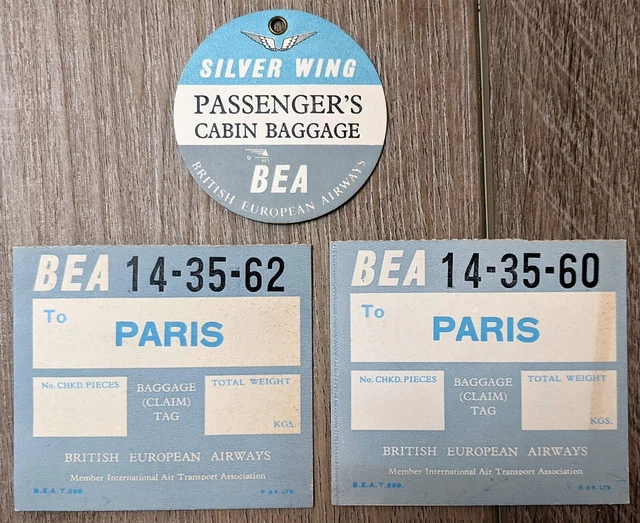 SILVER WING
PASSENGER'S
CABIN BAGGAGE
BEA
BRITISH EUROPEAN AIRWAYS
BEA 14-35-62
To
PARIS
No. CHKD. PIECES
BAGGAGE
(CLAIM)
TAG
TOTAL WEIGHT
KGS.
BRITISH EUROPEAN AIRWAYS
Member International Air Transport Association
B.E.A. T.596.
BEA 14-35-60
To
PARIS
No. CHKD. PIECES
BAGGAGE
(CLAIM)
TAG
TOTAL WEIGHT
KGS.
BRITISH EUROPEAN AIRWAYS
Member International Air Transport Association
B.E.A. T.596.